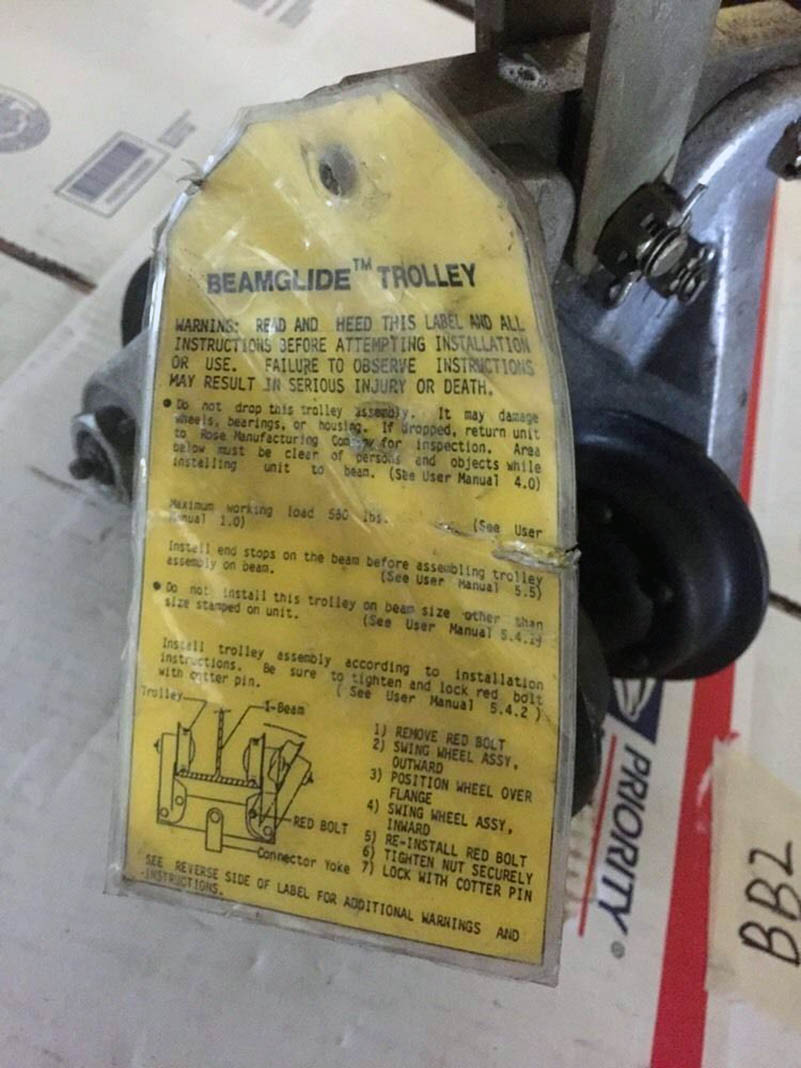 BEAMGLIDE™ TROLLEY
WARNING: READ AND HEED THIS LABEL AND ALL
INSTRUCTIONS BEFORE ATTEMPTING INSTALLATION
OR USE. FAILURE TO OBSERVE INSTRUCTIONS
MAY RESULT IN SERIOUS INJURY OR DEATH.
• Do not drop this trolley assembly. It may damage
wheels, bearings, or housing. If dropped, return unit
to Rose Manufacturing Company for inspection. Area
below must be clear of persons and objects while
installing unit to beam. (See User Manual 4.0)
Maximum working load lbs. (See User
Manual 1.0)
Install end stops on the beam before assembling trolley
assembly on beam. (See User Manual 5.5)
• Do not install this trolley on beam size other than
size stamped on unit. (See User Manual
Install trolley assembly according to installation
instructions. Be sure to tighten and lock red bolt
with cotter pin. ( See User Manual 5.4.2 )
Trolley
I-Beam
RED BOLT
Connector Yoke
1) REMOVE RED BOLT
2) SWING WHEEL ASSY,
OUTWARD
3) POSITION WHEEL OVER
FLANGE
4) SWING WHEEL ASSY,
INWARD
5) RE-INSTALL RED BOLT
6) TIGHTEN NUT SECURELY
7) LOCK WITH COTTER PIN
SEE REVERSE SIDE OF LABEL FOR ADDITIONAL WARNINGS AND
INSTRUCTIONS.
PRIORITY®
BB2